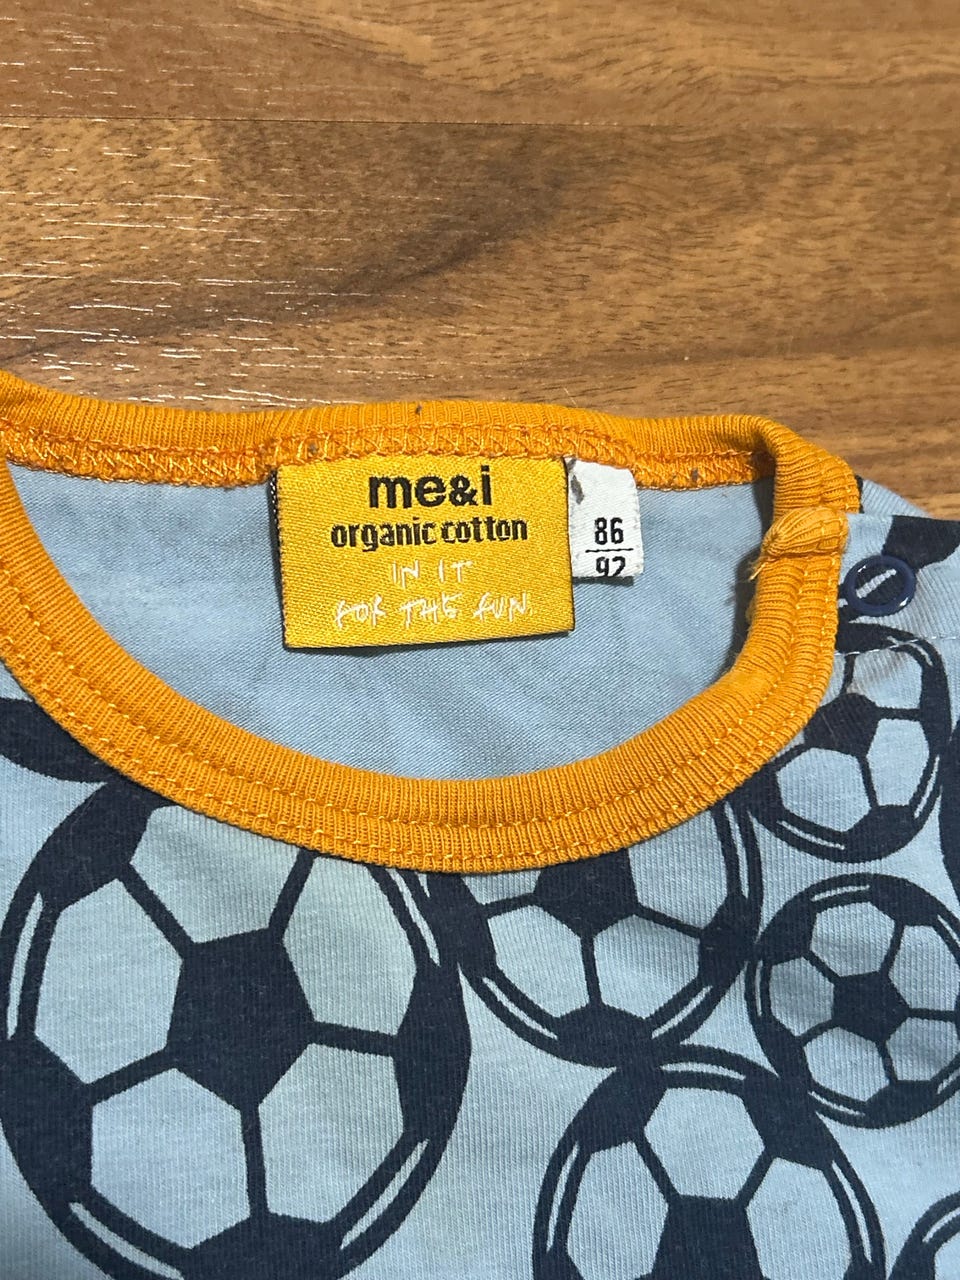 me&i
organic cotton
IN IT
FOR THE FUN.
86
92